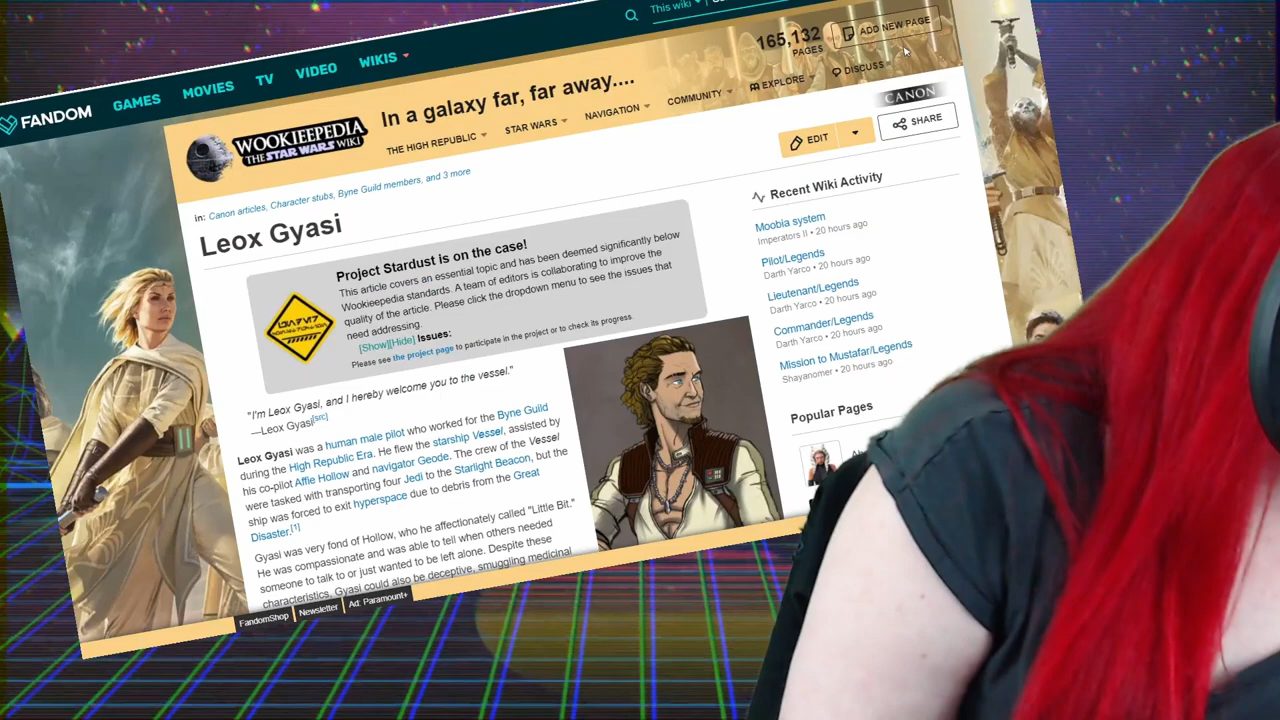 This wiki
FANDOM
GAMES
MOVIES
TV
VIDEO
WIKIS
WOOKIEEPEDIA
THE STAR WARS WIKI
In a galaxy far, far away....
165,132
PAGES
ADD NEW PAGE
THE HIGH REPUBLIC
STAR WARS
NAVIGATION
COMMUNITY
EXPLORE
DISCUSS
CANON
EDIT
SHARE
in: Canon articles, Character stubs, Byne Guild members, and 3 more
Leox Gyasi
Project Stardust is on the case!
This article covers an essential topic and has been deemed significantly below
Wookieepedia standards. A team of editors is collaborating to improve the
quality of the article. Please click the dropdown menu to see the issues that
need addressing.
[Show][Hide] Issues:
Please see the project page to participate in the project or to check its progress.
"I'm Leox Gyasi, and I hereby welcome you to the vessel."
—Leox Gyasi[src]
Leox Gyasi was a human male pilot who worked for the Byne Guild
during the High Republic Era. He flew the starship Vessel, assisted by
his co-pilot Affie Hollow and navigator Geode. The crew of the Vessel
were tasked with transporting four Jedi to the Starlight Beacon, but the
ship was forced to exit hyperspace due to debris from the Great
Disaster.[1]
Gyasi was very fond of Hollow, who he affectionately called "Little Bit."
He was compassionate and was able to tell when others needed
someone to talk to or just wanted to be left alone. Despite these
characteristics, Gyasi could also be deceptive, smuggling medicinal
Recent Wiki Activity
Moobia system
Imperators II • 20 hours ago
Pilot/Legends
Darth Yarco • 20 hours ago
Lieutenant/Legends
Darth Yarco • 20 hours ago
Commander/Legends
Darth Yarco • 20 hours ago
Mission to Mustafar/Legends
Shayanomer • 20 hours ago
Popular Pages
FandomShop
Newsletter
Ad: Paramount+